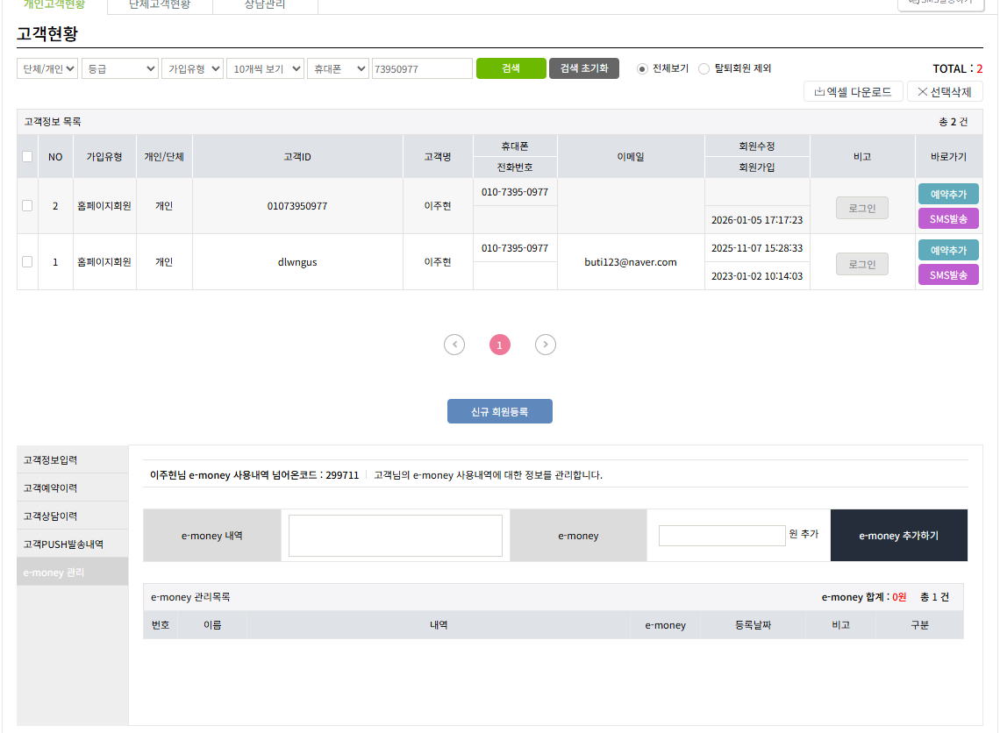 개인고객현황 단체고객현황 상담관리 SMS발송하기
고객현황
단체/개인 등급 가입유형 10개씩 보기 휴대폰 73950977 검색 검색 초기화 전체보기 탈퇴회원 제외 TOTAL : 2
엑셀 다운로드 선택삭제
고객정보 목록 총 2 건
NO 가입유형 개인/단체 고객ID 고객명 휴대폰 전화번호 이메일 회원수정 회원가입 비고 바로가기
2 홈페이지회원 개인 01073950977 이주현 010-7395-0977 2026-01-05 17:17:23 로그인 예약추가 SMS발송
1 홈페이지회원 개인 dlwngus 이주현 010-7395-0977 buti123@naver.com 2025-11-07 15:28:33 2023-01-02 10:14:03 로그인 예약추가 SMS발송
1
신규 회원등록
고객정보입력
고객예약이력
고객상담이력
고객PUSH발송내역
e-money 관리
이주현님 e-money 사용내역 넘어온코드 : 299711 고객님의 e-money 사용내역에 대한 정보를 관리합니다.
e-money 내역 e-money 원 추가 e-money 추가하기
e-money 관리목록 e-money 합계 : 0원 총 1 건
번호 이름 내역 e-money 등록날짜 비고 구분